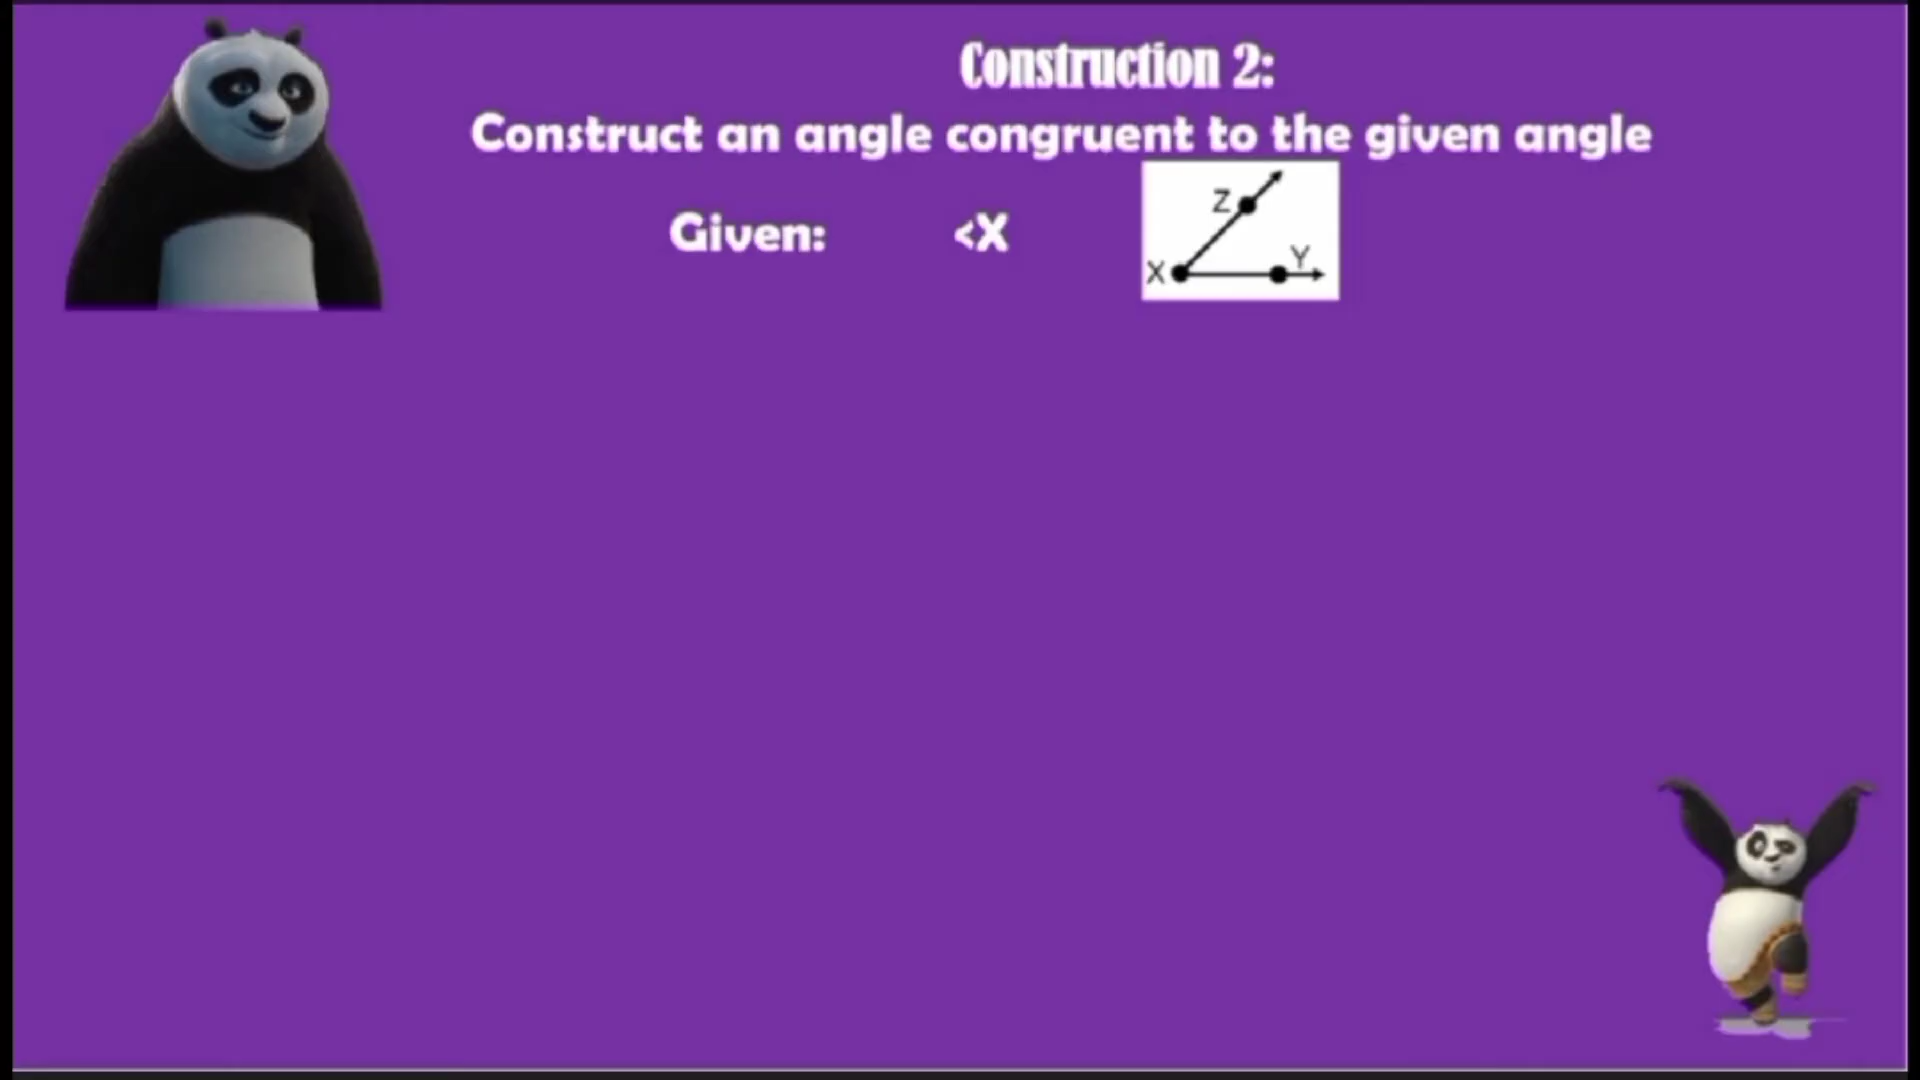 Construction 2:
Construct an angle congruent to the given angle
Given: <X
Z
X
Y